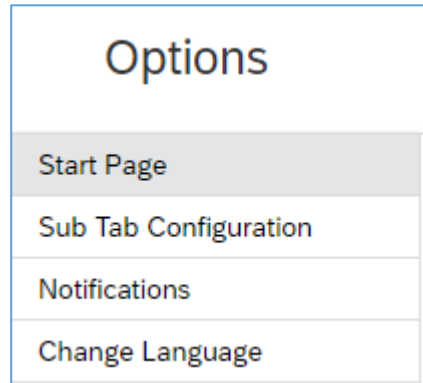 Options
Start Page
Sub Tab Configuration
Notifications
Change Language